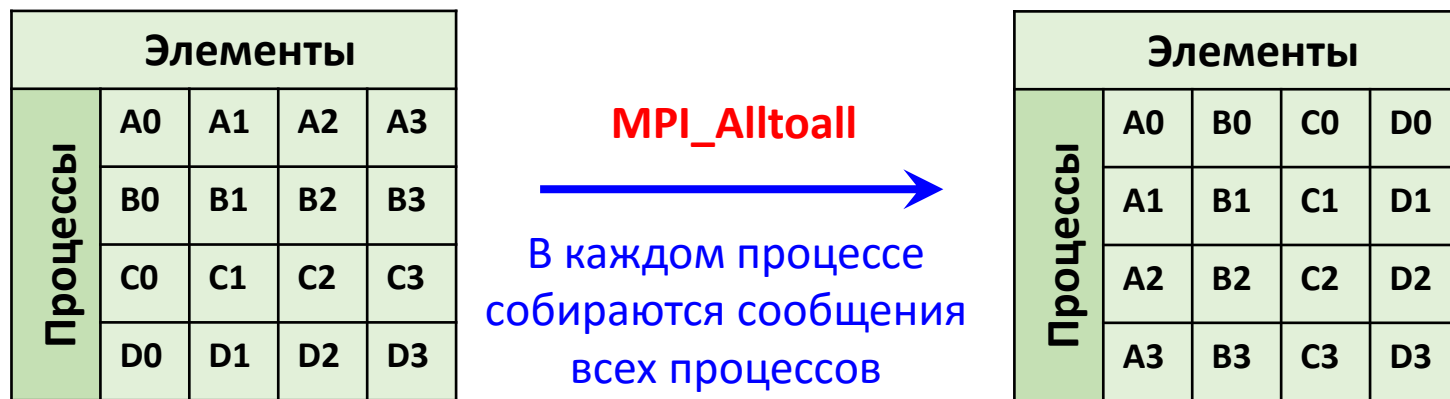 Элементы
Процессы
A0 A1 A2 A3
B0 B1 B2 B3
C0 C1 C2 C3
D0 D1 D2 D3
MPI_Alltoall
В каждом процессе
собираются сообщения
всех процессов
Элементы
Процессы
A0 B0 C0 D0
A1 B1 C1 D1
A2 B2 C2 D2
A3 B3 C3 D3